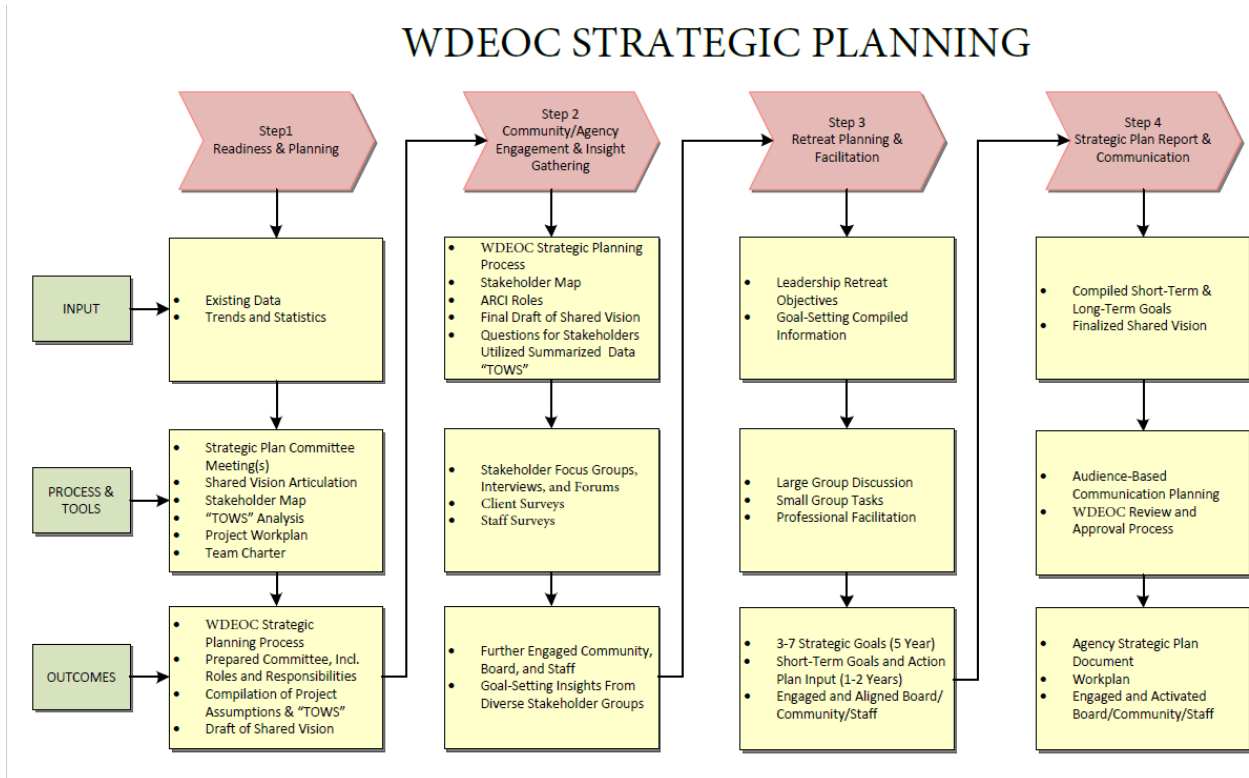 WDEOC STRATEGIC PLANNING
Step1
Readiness & Planning
Step 2
Community/Agency
Engagement & Insight
Gathering
Step 3
Retreat Planning &
Facilitation
Step 4
Strategic Plan Report &
Communication
INPUT
• Existing Data
• Trends and Statistics
• WDEOC Strategic Planning
Process
• Stakeholder Map
• ARCI Roles
• Final Draft of Shared Vision
• Questions for Stakeholders
Utilized Summarized Data
“TOWS”
• Leadership Retreat
Objectives
• Goal-Setting Compiled
Information
• Compiled Short-Term &
Long-Term Goals
• Finalized Shared Vision
PROCESS &
TOOLS
• Strategic Plan Committee
Meeting(s)
• Shared Vision Articulation
• Stakeholder Map
• “TOWS” Analysis
• Project Workplan
• Team Charter
• Stakeholder Focus Groups,
Interviews, and Forums
• Client Surveys
• Staff Surveys
• Large Group Discussion
• Small Group Tasks
• Professional Facilitation
• Audience-Based
Communication Planning
• WDEOC Review and
Approval Process
OUTCOMES
• WDEOC Strategic
Planning Process
• Prepared Committee, Incl.
Roles and Responsibilities
• Compilation of Project
Assumptions & “TOWS”
• Draft of Shared Vision
• Further Engaged Community,
Board, and Staff
• Goal-Setting Insights From
Diverse Stakeholder Groups
• 3-7 Strategic Goals (5 Year)
• Short-Term Goals and Action
Plan Input (1-2 Years)
• Engaged and Aligned Board/
Community/Staff
• Agency Strategic Plan
Document
• Workplan
• Engaged and Activated
Board/Community/Staff